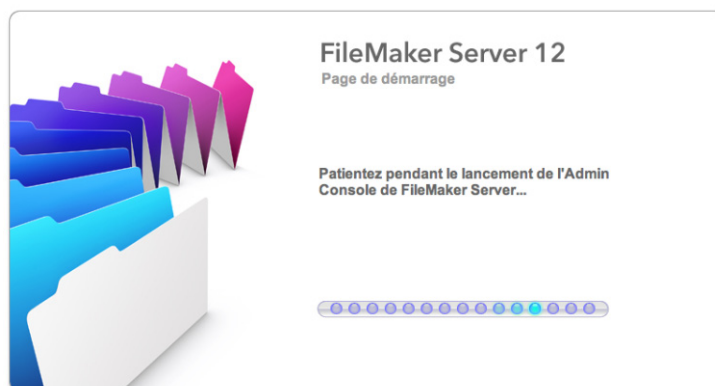 FileMaker Server 12
Page de démarrage
Patientez pendant le lancement de l'Admin
Console de FileMaker Server...